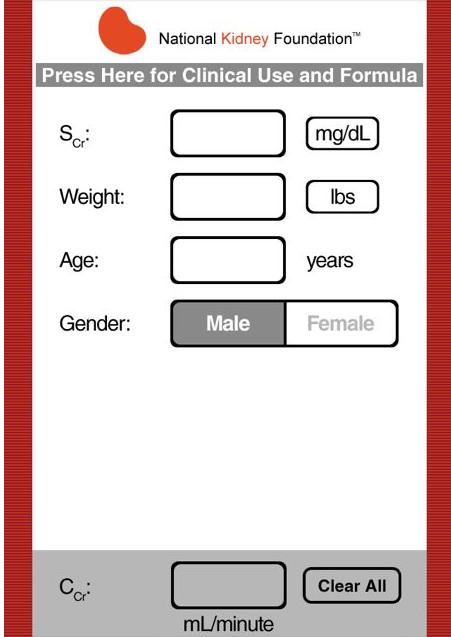 National Kidney Foundation™
Press Here for Clinical Use and Formula
SCr: mg/dL
Weight: lbs
Age: years
Gender: Male Female
CCr: Clear All
mL/minute